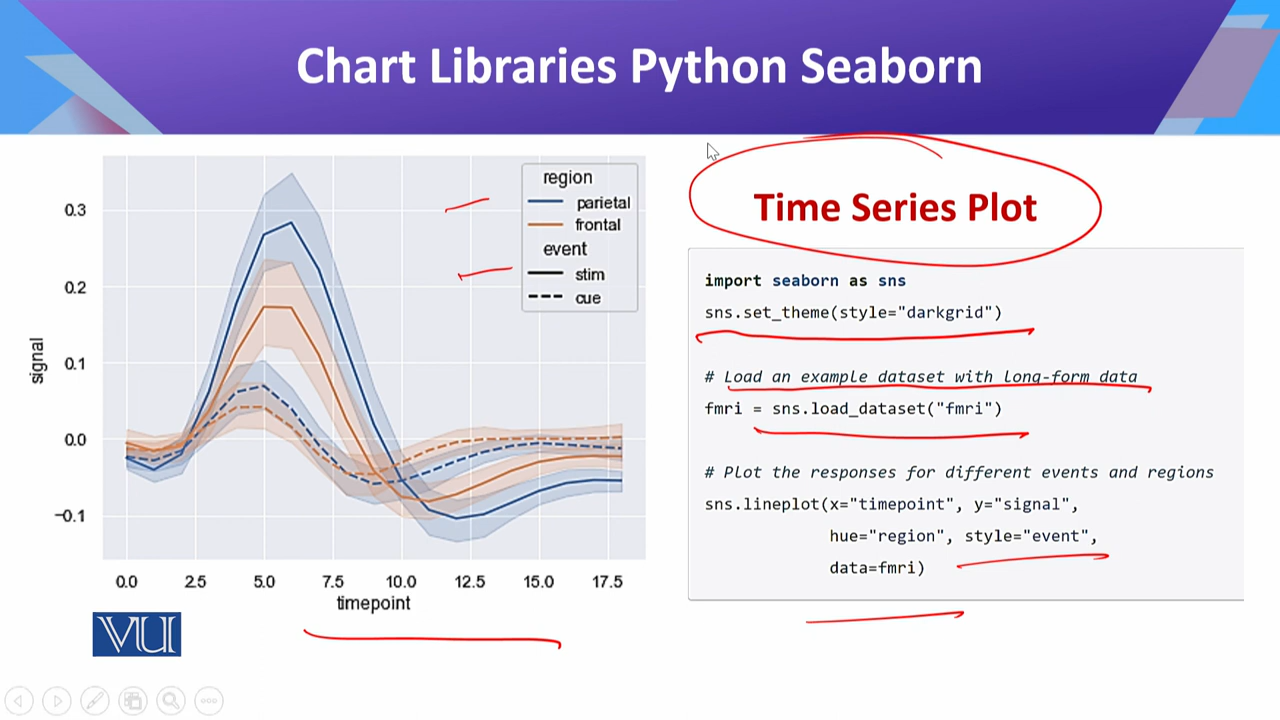 Chart Libraries Python Seaborn
0.3
0.2
0.1
0.0
−0.1
signal
0.0 2.5 5.0 7.5 10.0 12.5 15.0 17.5
timepoint
region
parietal
frontal
event
stim
cue
VU
Time Series Plot
import seaborn as sns
sns.set_theme(style="darkgrid")
# Load an example dataset with long-form data
fmri = sns.load_dataset("fmri")
# Plot the responses for different events and regions
sns.lineplot(x="timepoint", y="signal",
hue="region", style="event",
data=fmri)